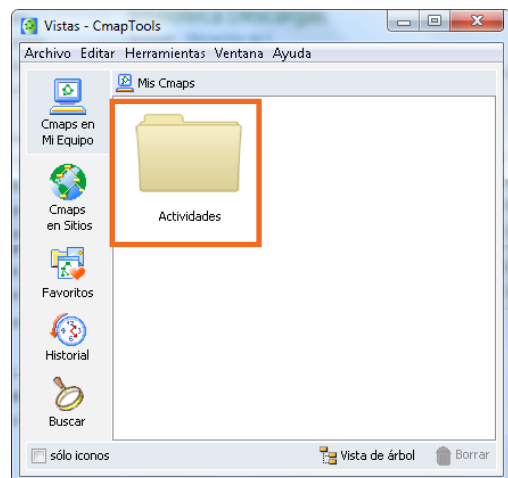 Vistas - CmapTools
Archivo Editar Herramientas Ventana Ayuda
Mis Cmaps
Cmaps en
Mi Equipo
Cmaps
en Sitios
Favoritos
Historial
Buscar
Actividades
sólo iconos
Vista de árbol
Borrar